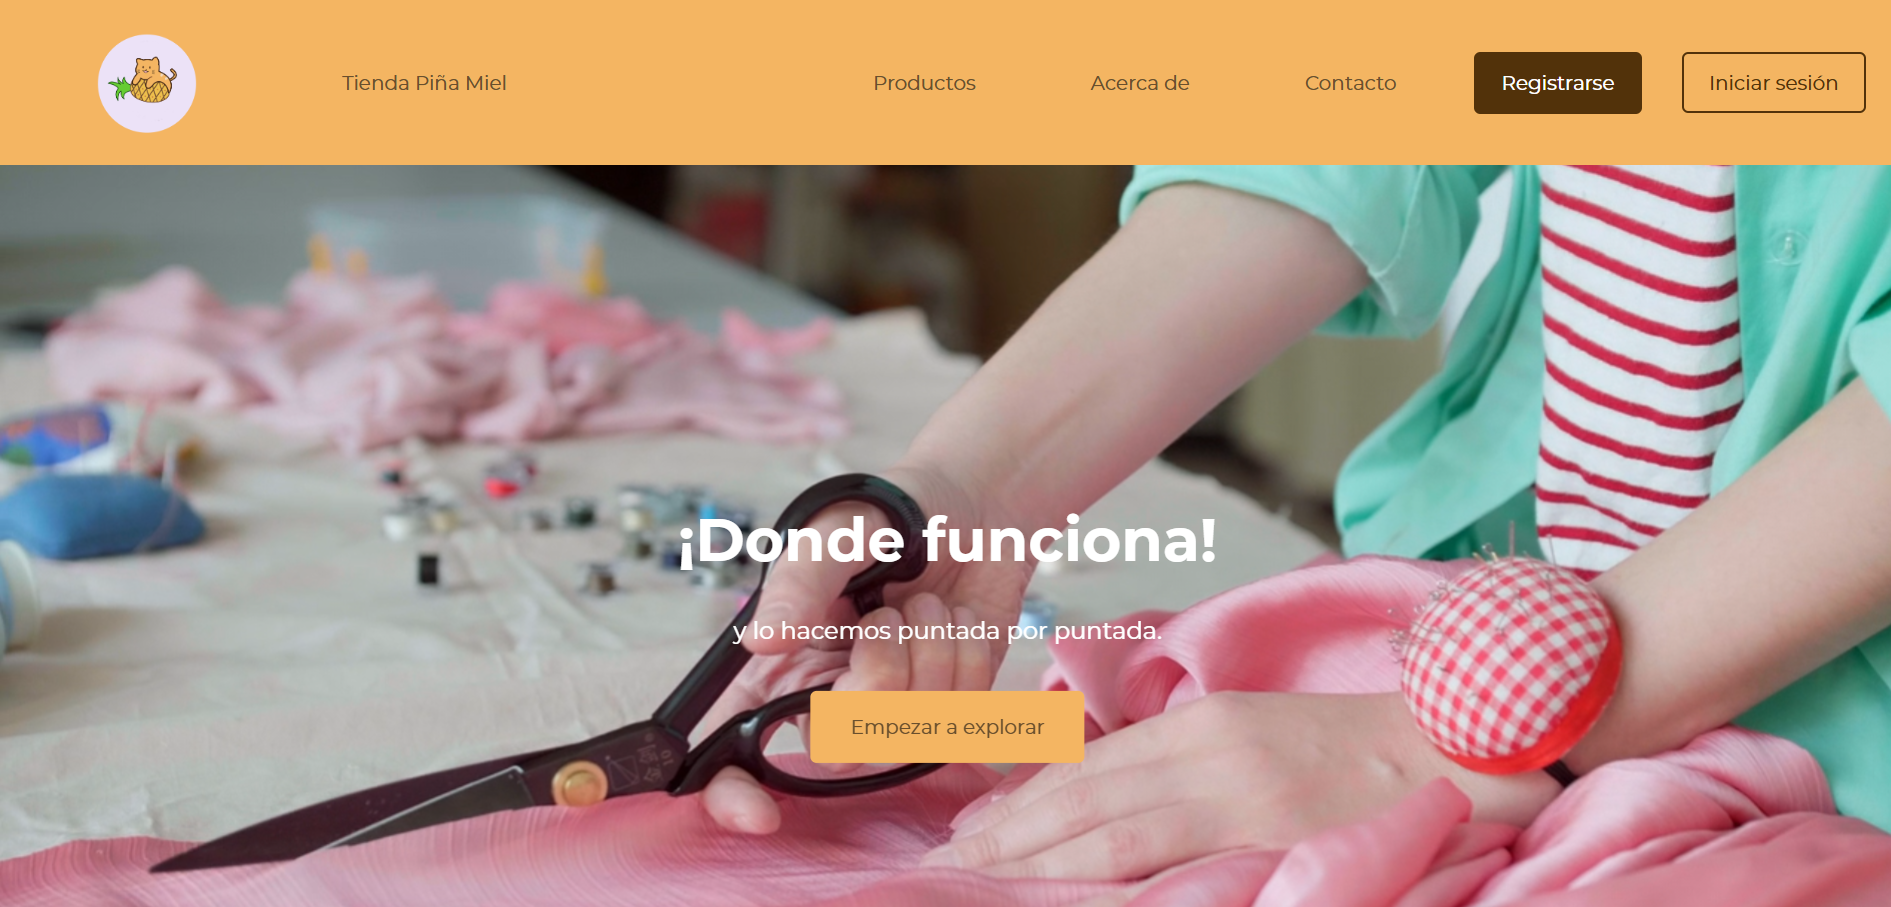 Tienda Piña Miel
Productos
Acerca de
Contacto
Registrarse
Iniciar sesión
¡Donde funciona!
y lo hacemos puntada por puntada.
Empezar a explorar